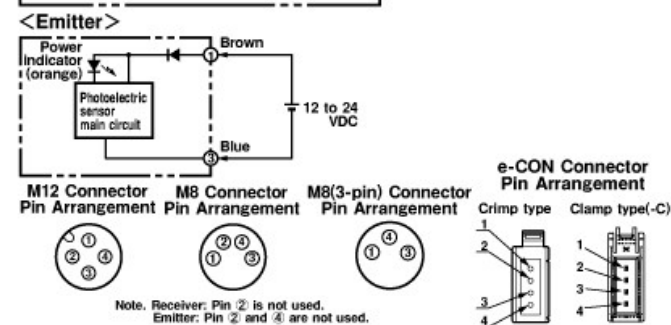 <Emitter>
Power
indicator
(orange)
Brown
1
Photoelectric
sensor
main circuit
12 to 24
VDC
Blue
3
M12 Connector
Pin Arrangement
M8 Connector
Pin Arrangement
M8(3-pin) Connector
Pin Arrangement
e-CON Connector
Pin Arrangement
Crimp type
Clamp type(-C)
① ② ④ ③
② ④ ① ③
④ ① ③
1
2
3
4
1
2
3
4
Note. Receiver: Pin ② is not used.
Emitter: Pin ② and ④ are not used.